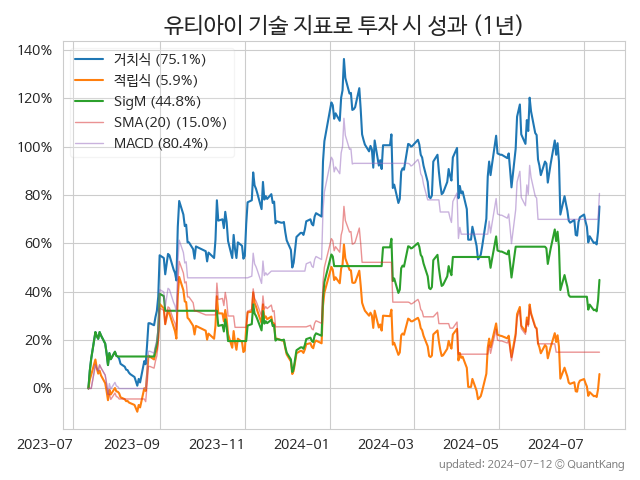 유티아이 기술 지표로 투자 시 성과 (1년)
거치식 (75.1%)
적립식 (5.9%)
SigM (44.8%)
SMA(20) (15.0%)
MACD (80.4%)
140%
120%
100%
80%
60%
40%
20%
0%
2023-07 2023-09 2023-11 2024-01 2024-03 2024-05 2024-07
updated: 2024-07-12 © QuantKang